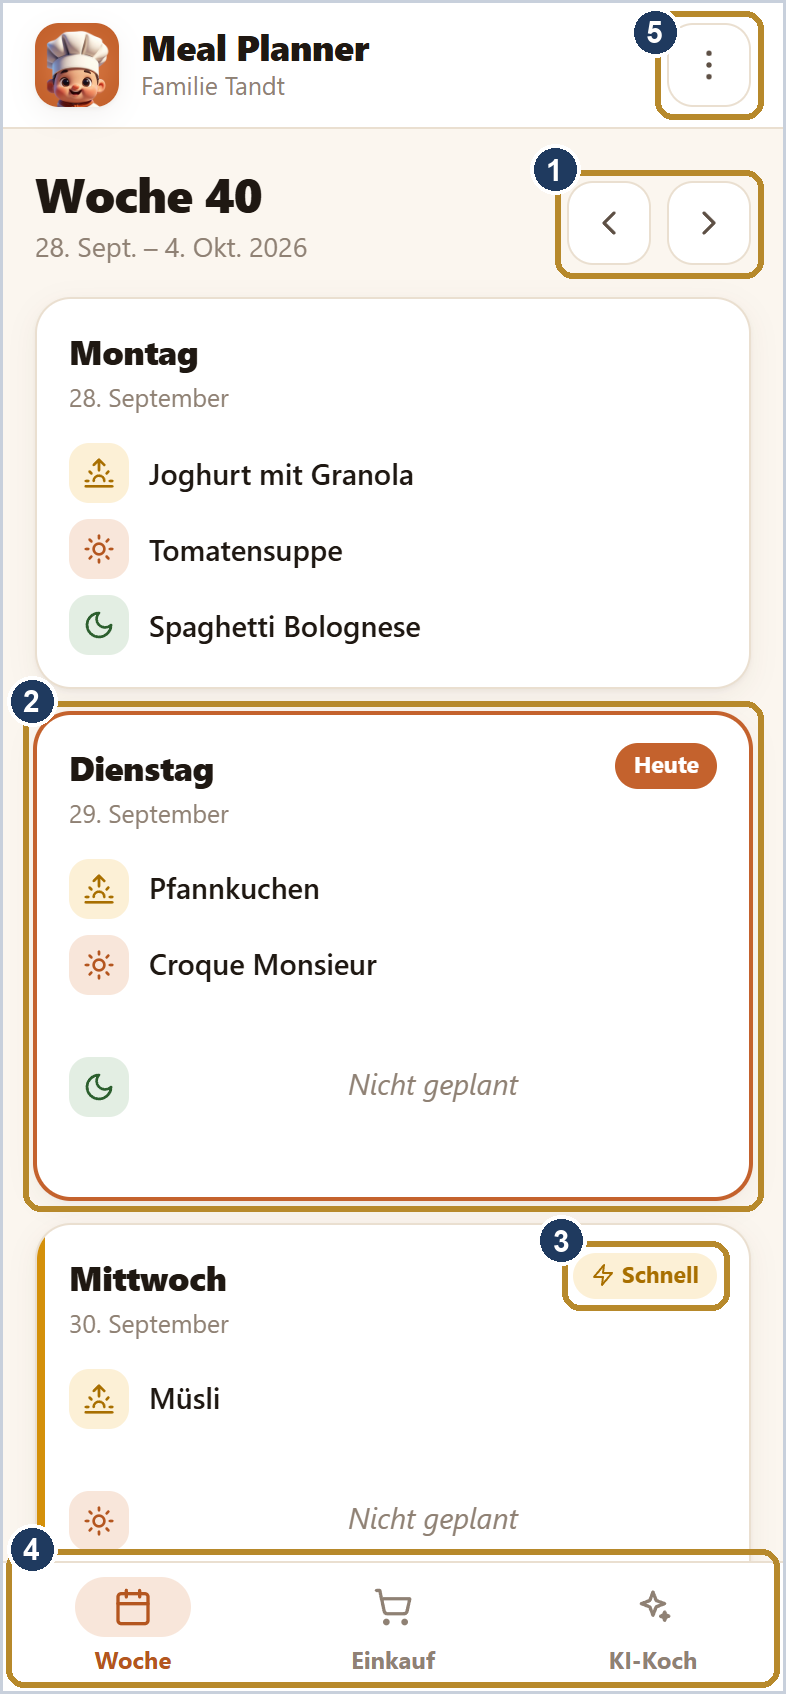 Meal Planner
Familie Tandt
5
Woche 40
28. Sept. – 4. Okt. 2026
1
Montag
28. September
Joghurt mit Granola
Tomatensuppe
Spaghetti Bolognese
2
Dienstag
Heute
29. September
Pfannkuchen
Croque Monsieur
Nicht geplant
3
Mittwoch
Schnell
30. September
Müsli
Nicht geplant
4
Woche
Einkauf
KI-Koch